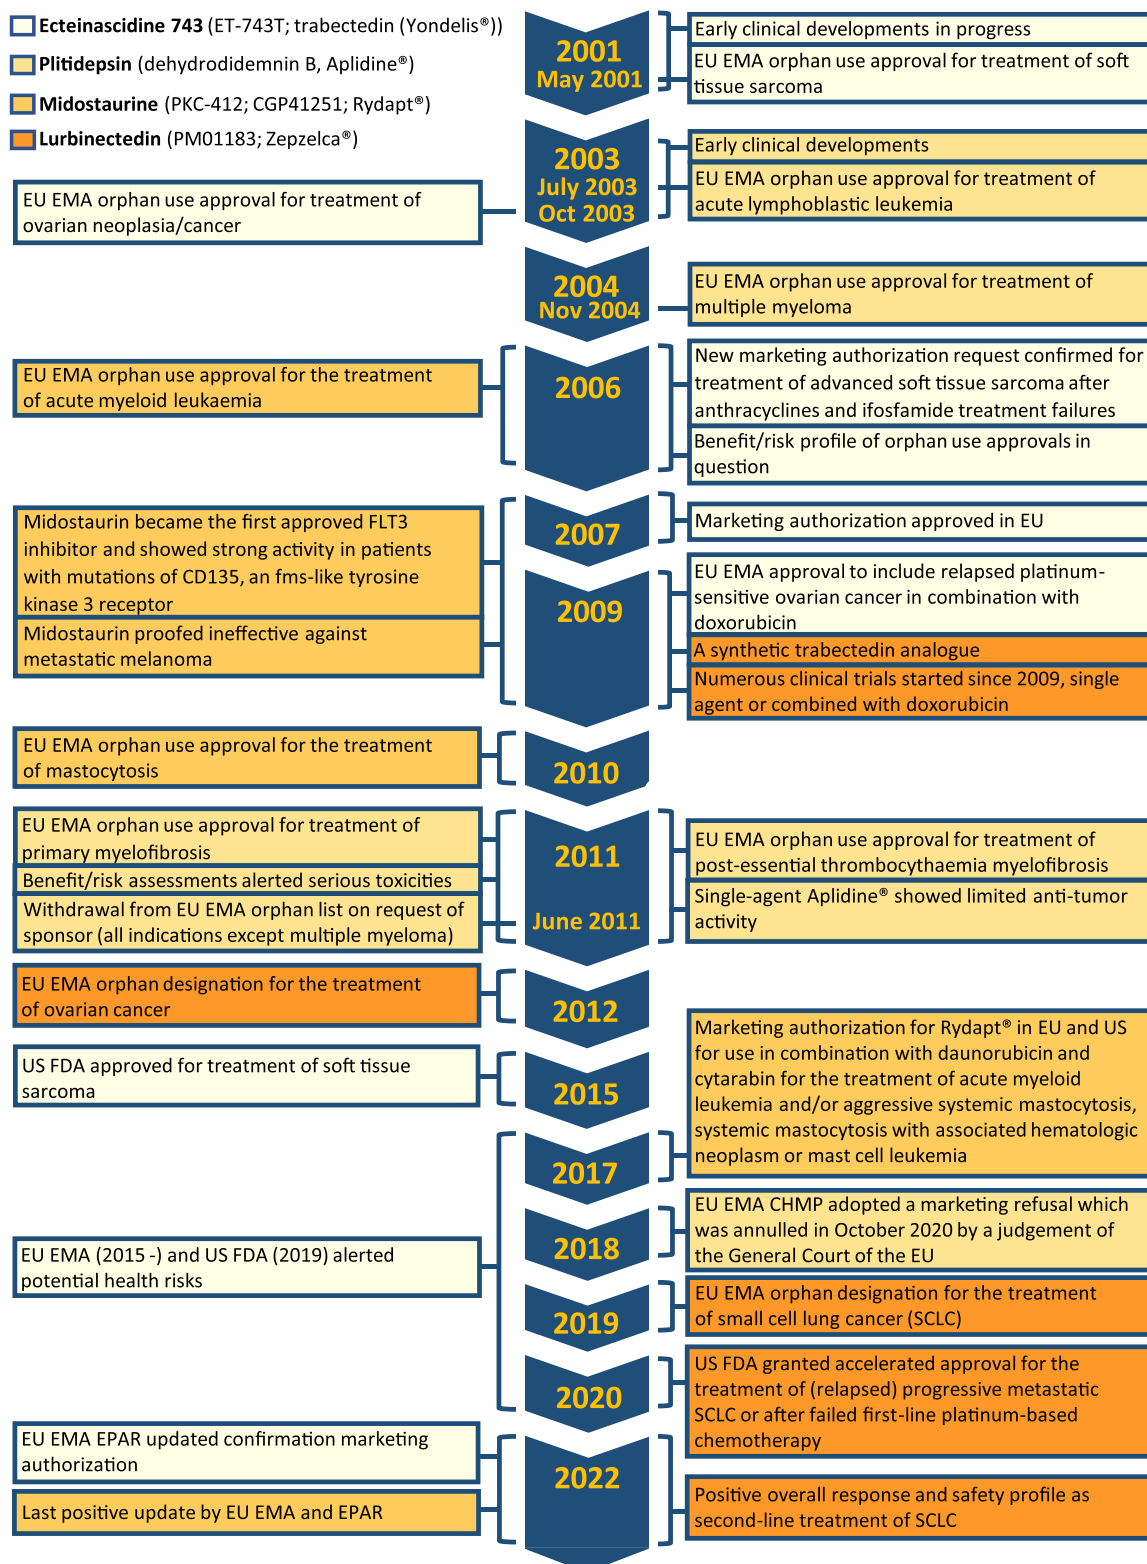 Ecteinascidine 743 (ET-743T; trabectedin (Yondelis®))
Plitidepsin (dehydrodidemnin B, Aplidine®)
Midostaurine (PKC-412; CGP41251; Rydapt®)
Lurbinectedin (PM01183; Zepzelca®)
2001
May 2001
Early clinical developments in progress
EU EMA orphan use approval for treatment of soft
tissue sarcoma
2003
July 2003
Oct 2003
Early clinical developments
EU EMA orphan use approval for treatment of
acute lymphoblastic leukemia
EU EMA orphan use approval for treatment of
ovarian neoplasia/cancer
2004
Nov 2004
EU EMA orphan use approval for treatment of
multiple myeloma
EU EMA orphan use approval for the treatment
of acute myeloid leukaemia
2006
New marketing authorization request confirmed for
treatment of advanced soft tissue sarcoma after
anthracyclines and ifosfamide treatment failures
Benefit/risk profile of orphan use approvals in
question
2007
Marketing authorization approved in EU
Midostaurin became the first approved FLT3
inhibitor and showed strong activity in patients
with mutations of CD135, an fms-like tyrosine
kinase 3 receptor
Midostaurin proofed ineffective against
metastatic melanoma
2009
EU EMA approval to include relapsed platinum-
sensitive ovarian cancer in combination with
doxorubicin
A synthetic trabectedin analogue
Numerous clinical trials started since 2009, single
agent or combined with doxorubicin
EU EMA orphan use approval for the treatment
of mastocytosis
2010
EU EMA orphan use approval for treatment of
primary myelofibrosis
Benefit/risk assessments alerted serious toxicities
Withdrawal from EU EMA orphan list on request of
sponsor (all indications except multiple myeloma)
2011
June 2011
EU EMA orphan use approval for treatment of
post-essential thrombocythaemia myelofibrosis
Single-agent Aplidine® showed limited anti-tumor
activity
EU EMA orphan designation for the treatment
of ovarian cancer
2012
US FDA approved for treatment of soft tissue
sarcoma
2015
Marketing authorization for Rydapt® in EU and US
for use in combination with daunorubicin and
cytarabin for the treatment of acute myeloid
leukemia and/or aggressive systemic mastocytosis,
systemic mastocytosis with associated hematologic
neoplasm or mast cell leukemia
2017
EU EMA CHMP adopted a marketing refusal which
was annulled in October 2020 by a judgement of
the General Court of the EU
2018
EU EMA (2015 -) and US FDA (2019) alerted
potential health risks
2019
EU EMA orphan designation for the treatment
of small cell lung cancer (SCLC)
2020
US FDA granted accelerated approval for the
treatment of (relapsed) progressive metastatic
SCLC or after failed first-line platinum-based
chemotherapy
EU EMA EPAR updated confirmation marketing
authorization
Last positive update by EU EMA and EPAR
2022
Positive overall response and safety profile as
second-line treatment of SCLC